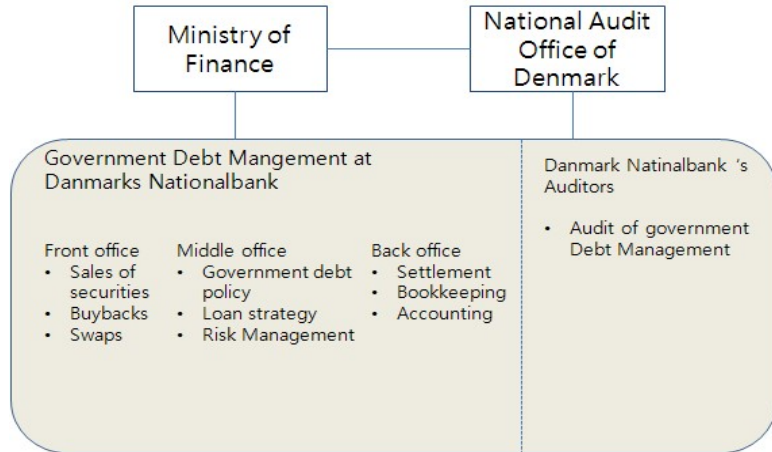 Ministry of
Finance
National Audit
Office of
Denmark
Government Debt Mangement at
Danmarks Nationalbank
Front office
• Sales of
securities
• Buybacks
• Swaps
Middle office
• Government debt
policy
• Loan strategy
• Risk Management
Back office
• Settlement
• Bookkeeping
• Accounting
Danmark Natinalbank 's
Auditors
• Audit of government
Debt Management